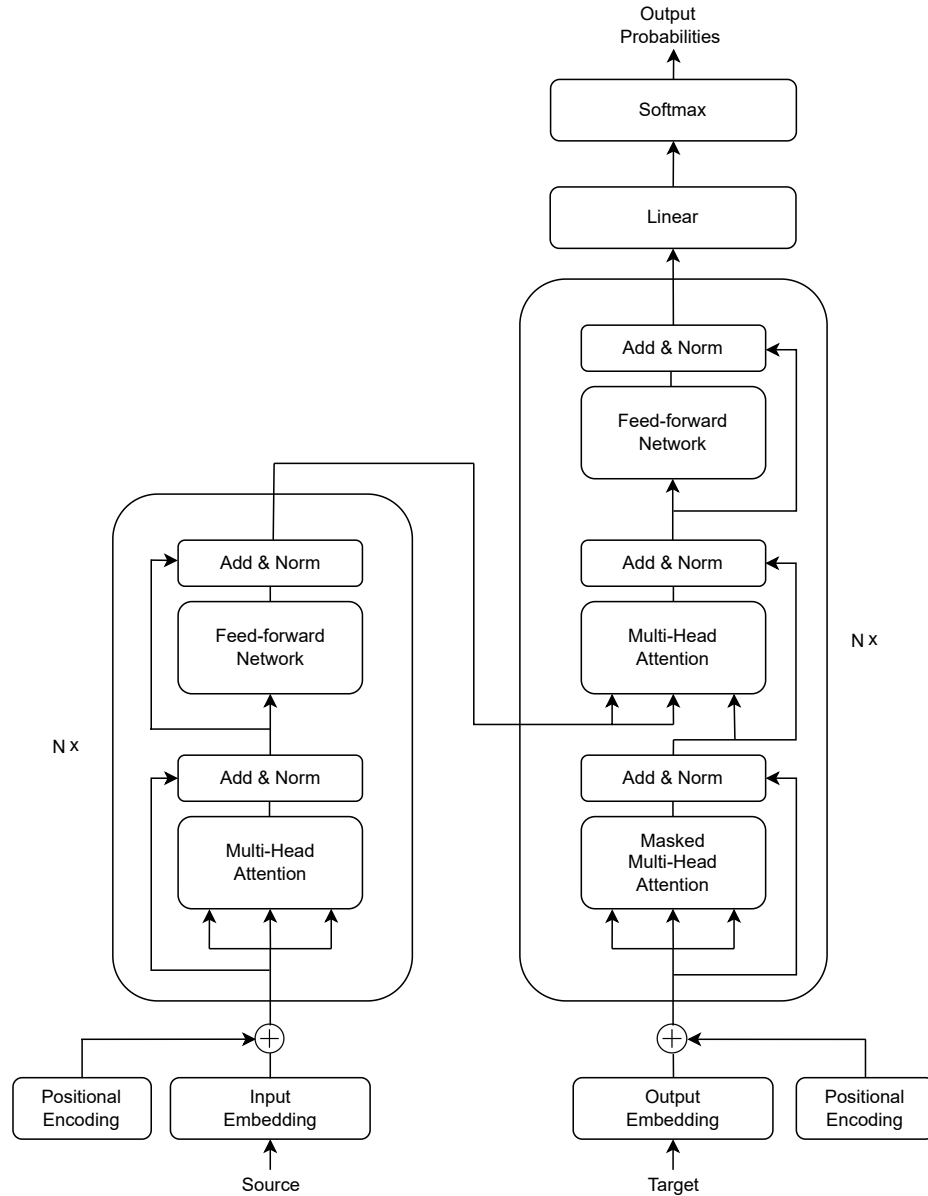 Output
Probabilities
Softmax
Linear
Add & Norm
Feed-forward
Network
Add & Norm
Multi-Head
Attention
N x
Add & Norm
Masked
Multi-Head
Attention
Add & Norm
Feed-forward
Network
N x
Add & Norm
Multi-Head
Attention
Positional
Encoding
Input
Embedding
Source
Output
Embedding
Positional
Encoding
Target